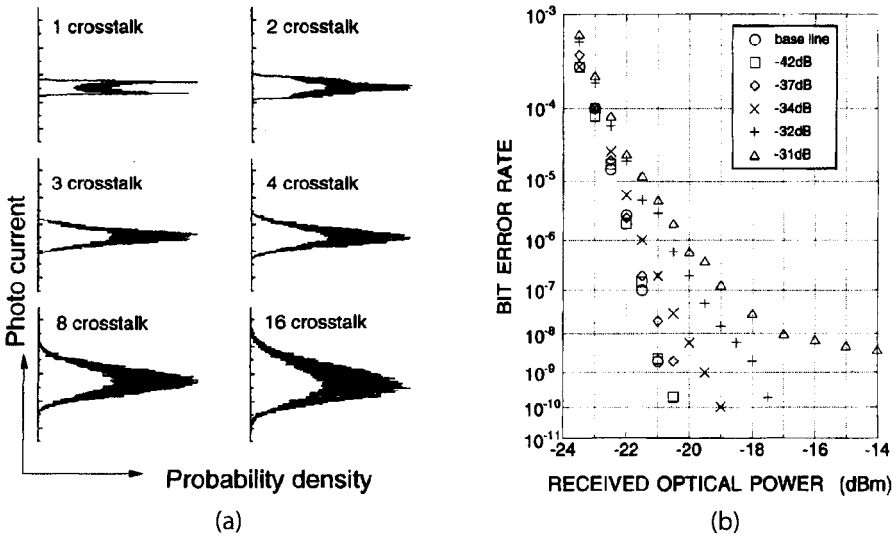 1 crosstalk
2 crosstalk
3 crosstalk
4 crosstalk
8 crosstalk
16 crosstalk
Photo current
Probability density
(a)
BIT ERROR RATE
10-3
10-4
10-5
10-6
10-7
10-8
10-9
10-10
10-11
base line
-42dB
-37dB
-34dB
-32dB
-31dB
-24 -22 -20 -18 -16 -14
RECEIVED OPTICAL POWER (dBm)
(b)